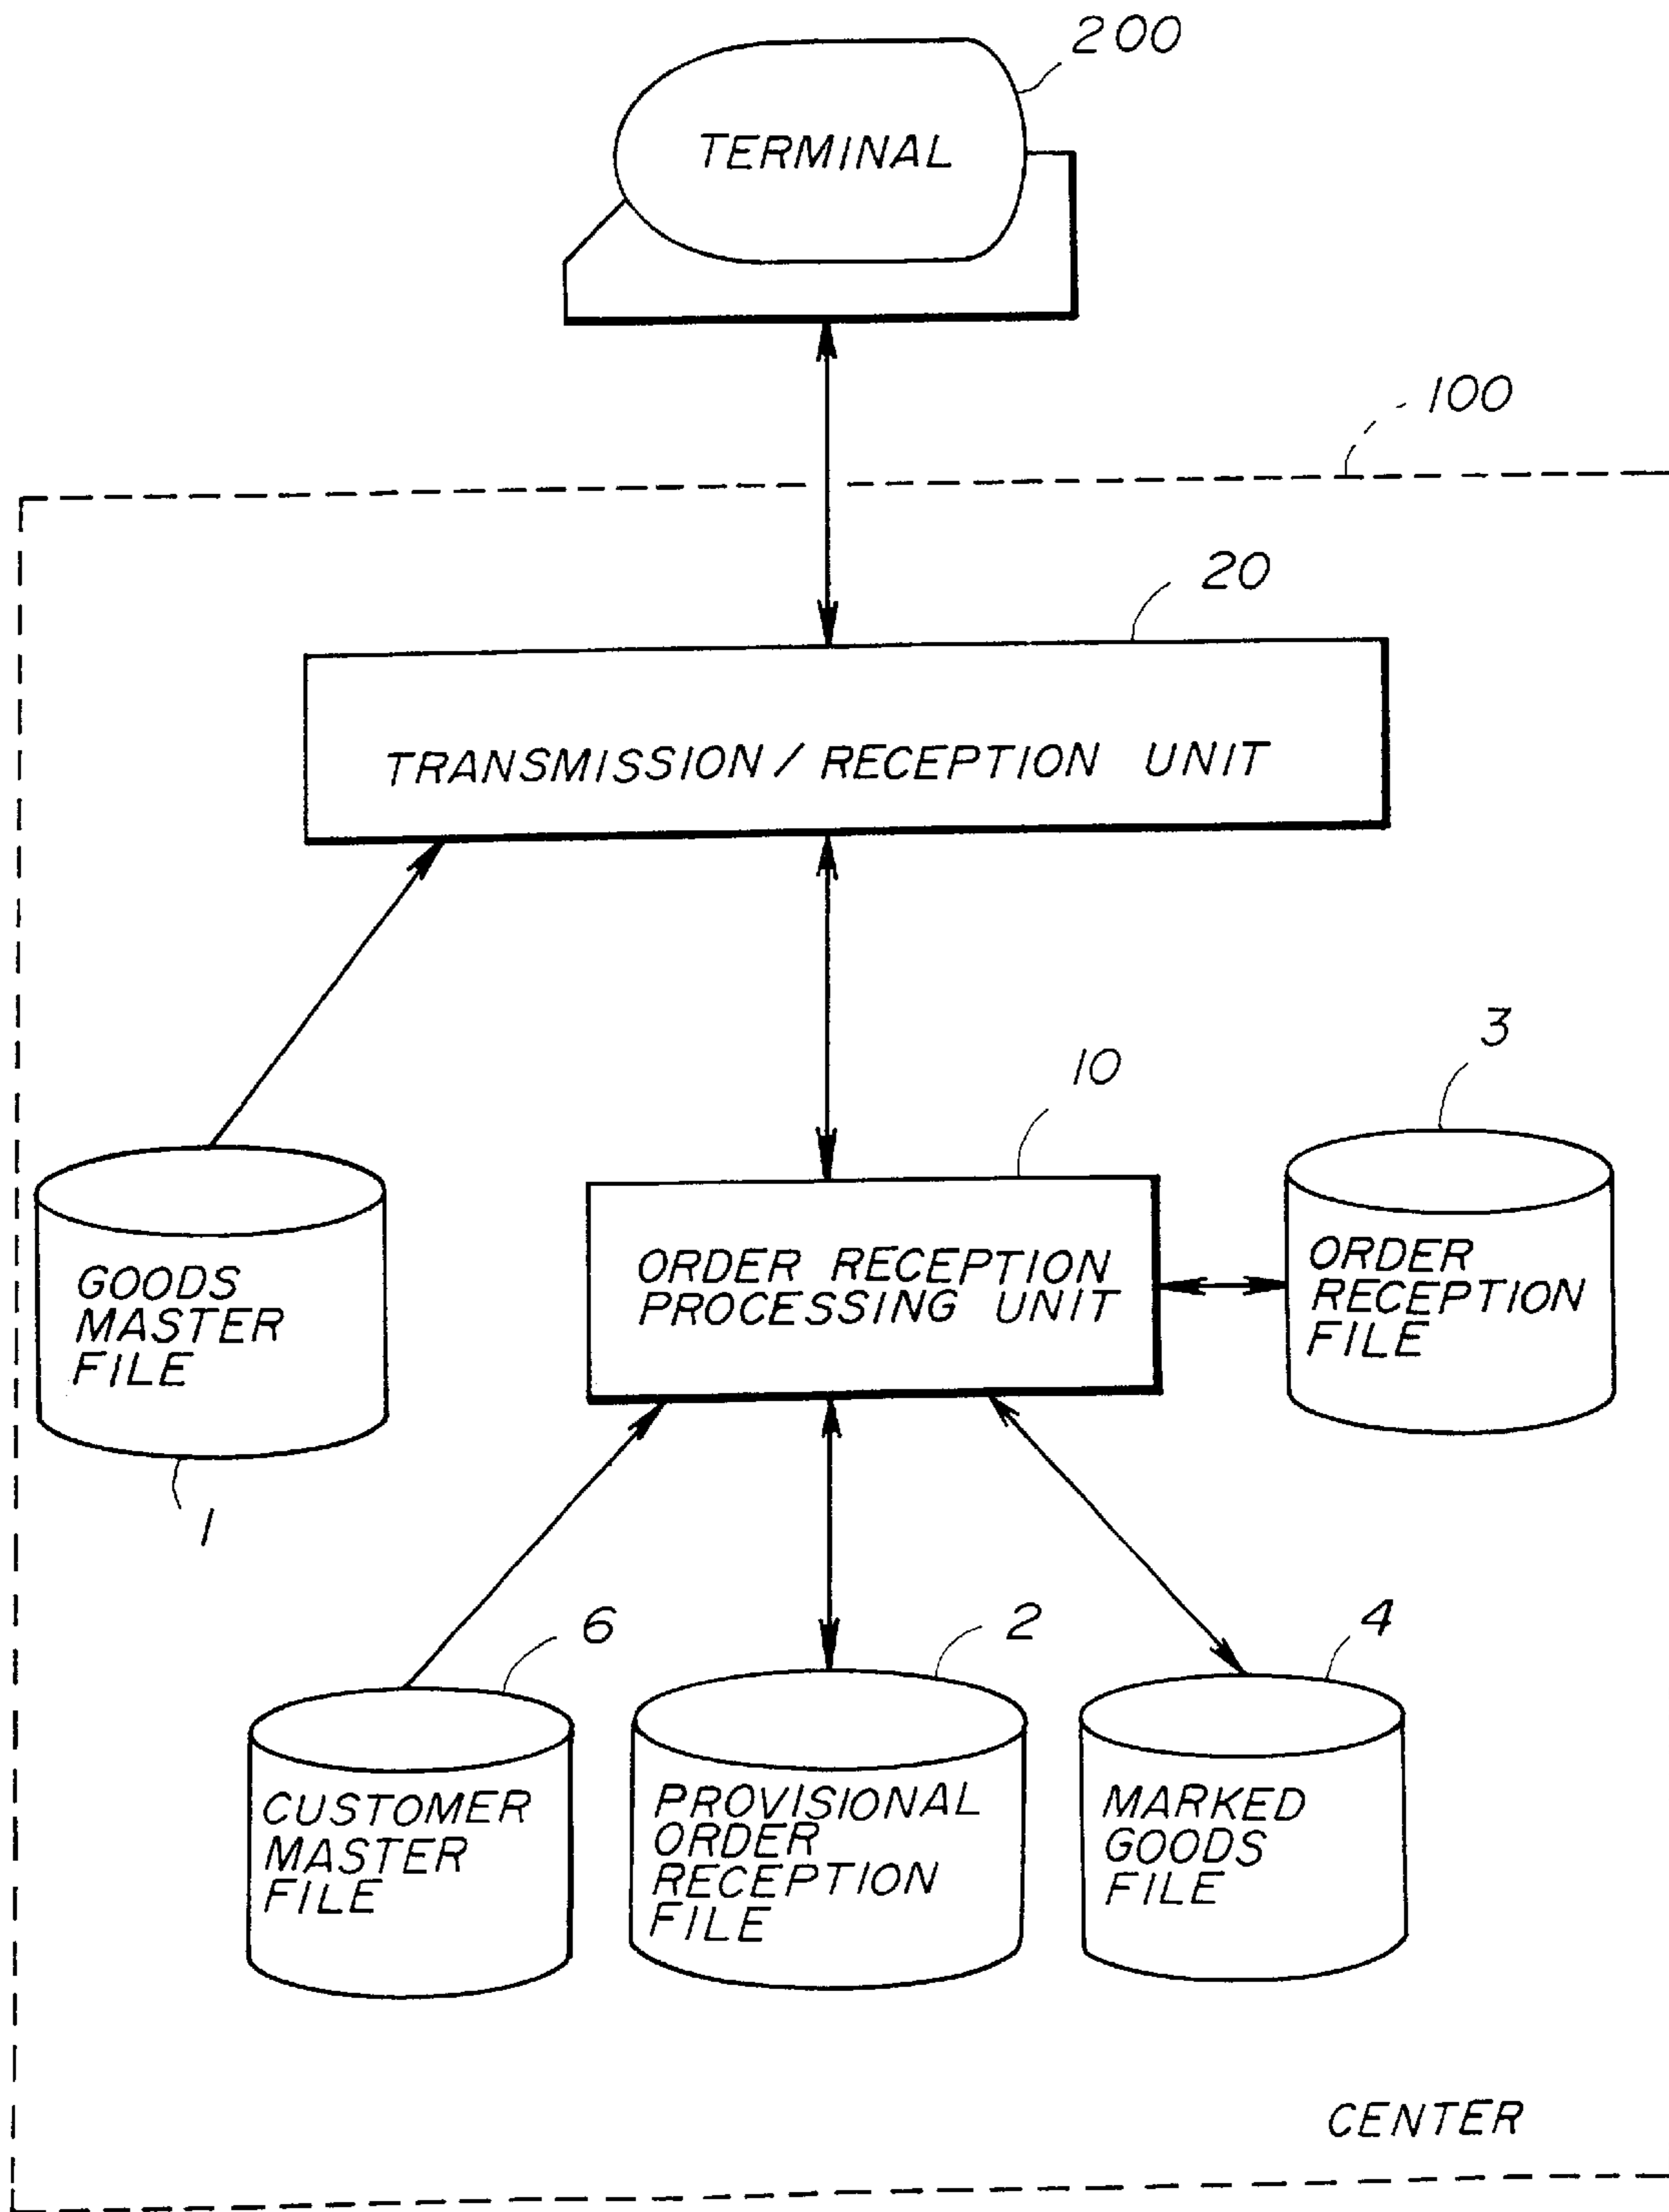 200
TERMINAL
100
20
TRANSMISSION/RECEPTION UNIT
3
10
ORDER RECEPTION
PROCESSING UNIT
ORDER
RECEPTION
FILE
GOODS
MASTER
FILE
1
6
2
4
CUSTOMER
MASTER
FILE
PROVISIONAL
ORDER
RECEPTION
FILE
MARKED
GOODS
FILE
CENTER